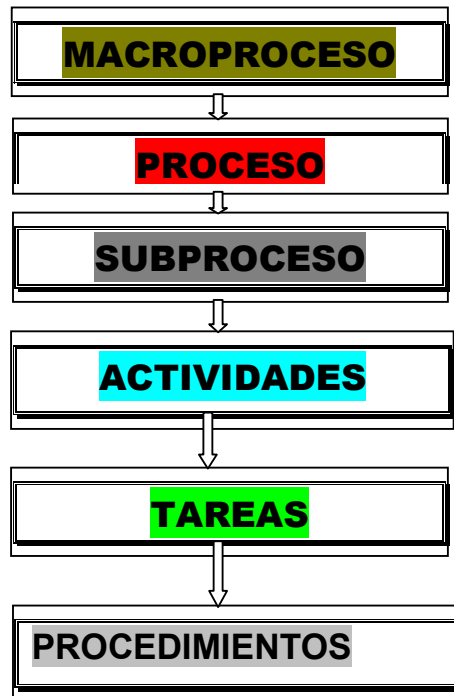 MACROPROCESO
PROCESO
SUBPROCESO
ACTIVIDADES
TAREAS
PROCEDIMIENTOS